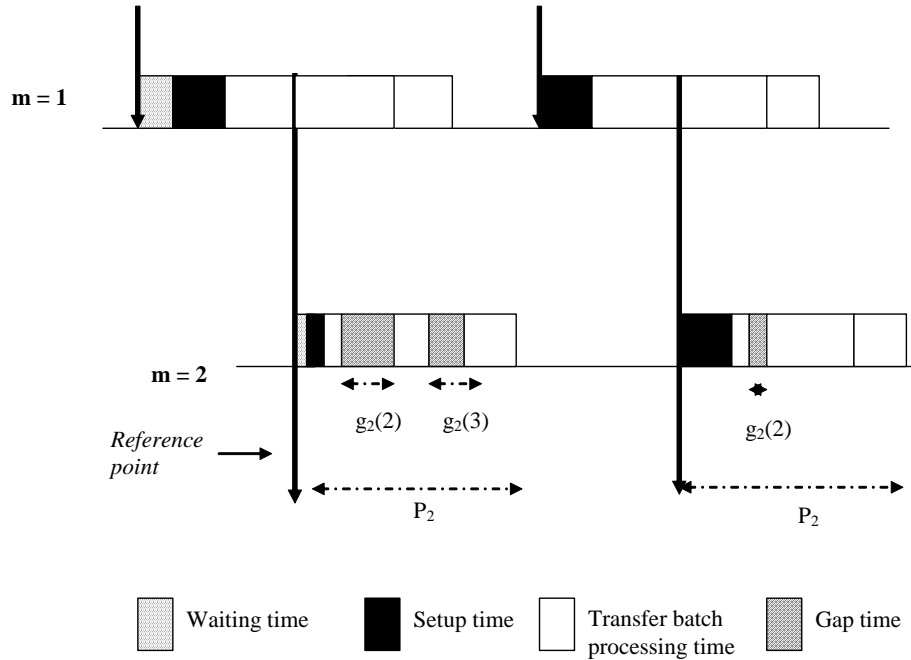 m = 1
m = 2
g₂(2)
g₂(3)
g₂(2)
Reference
point
P₂
P₂
Waiting time
Setup time
Transfer batch
processing time
Gap time